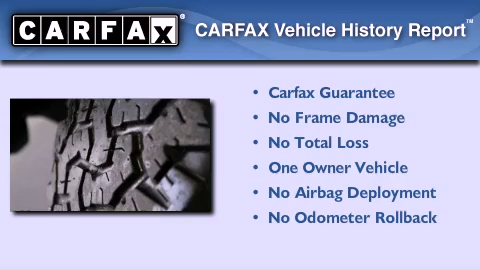 CARFAX® CARFAX Vehicle History Report™
• Carfax Guarantee
• No Frame Damage
• No Total Loss
• One Owner Vehicle
• No Airbag Deployment
• No Odometer Rollback